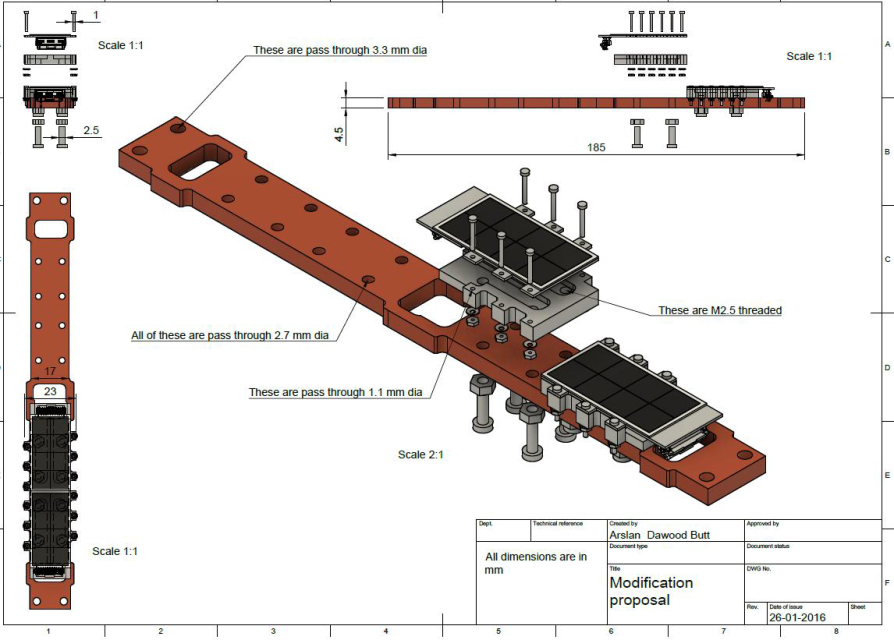 1
Scale 1:1
These are pass through 3.3 mm dia
Scale 1:1
A
2.5
4.5
185
B
C
C
These are M2.5 threaded
All of these are pass through 2.7 mm dia
17
23
These are pass through 1.1 mm dia
D
Scale 2:1
E
Scale 1:1
Dept.
Technical reference
Created by
Arslan Dawood Butt
Approved by
All dimensions are in
mm
Document type
Document status
Title
Modification
proposal
DWG No.
F
Rev.
Date of issue
26-01-2016
Sheet
1
2
3
4
5
6
7
8